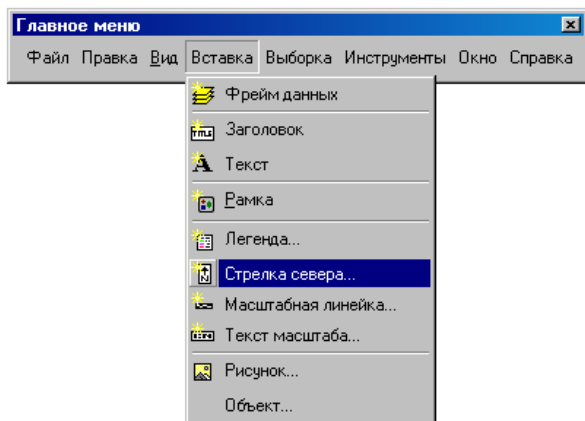 Главное меню
Файл Правка Вид Вставка Выборка Инструменты Окно Справка
Фрейм данных
Заголовок
Текст
Рамка
Легенда...
Стрелка севера...
Масштабная линейка...
Текст масштаба...
Рисунок...
Объект...